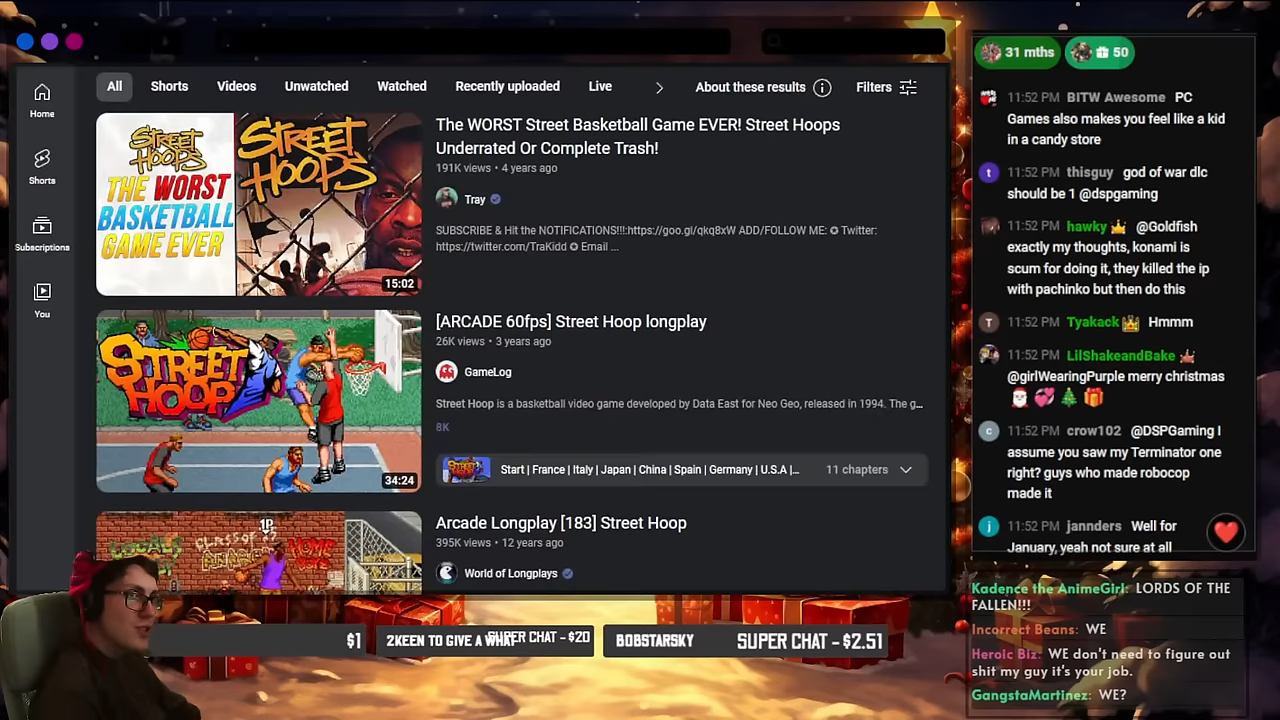 All
Shorts
Videos
Unwatched
Watched
Recently uploaded
Live
About these results
Filters
Home
Shorts
Subscriptions
You
STREET
HOOPS
THE WORST
BASKETBALL
GAME EVER
STREET
HOOPS
15:02
The WORST Street Basketball Game EVER! Street Hoops
Underrated Or Complete Trash!
191K views • 4 years ago
Tray
SUBSCRIBE & Hit the NOTIFICATIONS!!!:https://goo.gl/qkq8xW ADD/FOLLOW ME: ✪ Twitter:
https://twitter.com/TraKidd ✪ Email ...
STREET
HOOP
34:24
[ARCADE 60fps] Street Hoop longplay
26K views • 3 years ago
GameLog
Street Hoop is a basketball video game developed by Data East for Neo Geo, released in 1994. The g...
8K
Start | France | Italy | Japan | China | Spain | Germany | U.S.A |...
11 chapters
1P
Arcade Longplay [183] Street Hoop
395K views • 12 years ago
World of Longplays
$1
2KEEN TO GIVE A
SUPER CHAT - $20
BOBSTARSKY
SUPER CHAT - $2.51
31 mths
50
11:52 PM BITW Awesome PC
Games also makes you feel like a kid
in a candy store
t
11:52 PM thisguy god of war dlc
should be 1 @dspgaming
11:52 PM hawky 👑 @Goldfish
exactly my thoughts, konami is
scum for doing it, they killed the ip
with pachinko but then do this
T
11:52 PM Tyakack Hmmm
11:52 PM LilShakeandBake
@girlWearingPurple merry christmas
🎅💞🎄🎁
c
11:52 PM crow102 @DSPGaming I
assume you saw my Terminator one
right? guys who made robocop
made it
j
11:52 PM jannders Well for
January, yeah not sure at all
Kadence the AnimeGirl: LORDS OF THE
FALLEN!!!
Incorrect Beans: WE
Heroic Biz: WE don't need to figure out
shit my guy it's your job.
GangstaMartinez: WE?